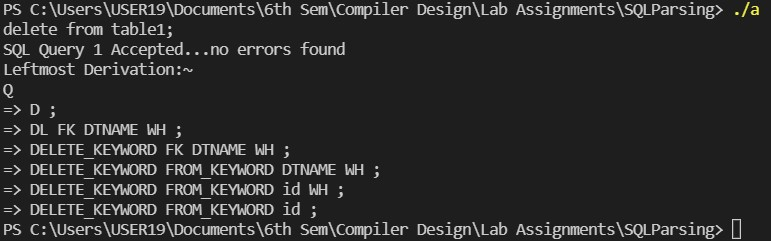 PS C:\Users\USER19\Documents\6th Sem\Compiler Design\Lab Assignments\SQLParsing> ./a
delete from table1;
SQL Query 1 Accepted...no errors found
Leftmost Derivation:~
Q
=> D ;
=> DL FK DTNAME WH ;
=> DELETE_KEYWORD FK DTNAME WH ;
=> DELETE_KEYWORD FROM_KEYWORD DTNAME WH ;
=> DELETE_KEYWORD FROM_KEYWORD id WH ;
=> DELETE_KEYWORD FROM_KEYWORD id ;
PS C:\Users\USER19\Documents\6th Sem\Compiler Design\Lab Assignments\SQLParsing>